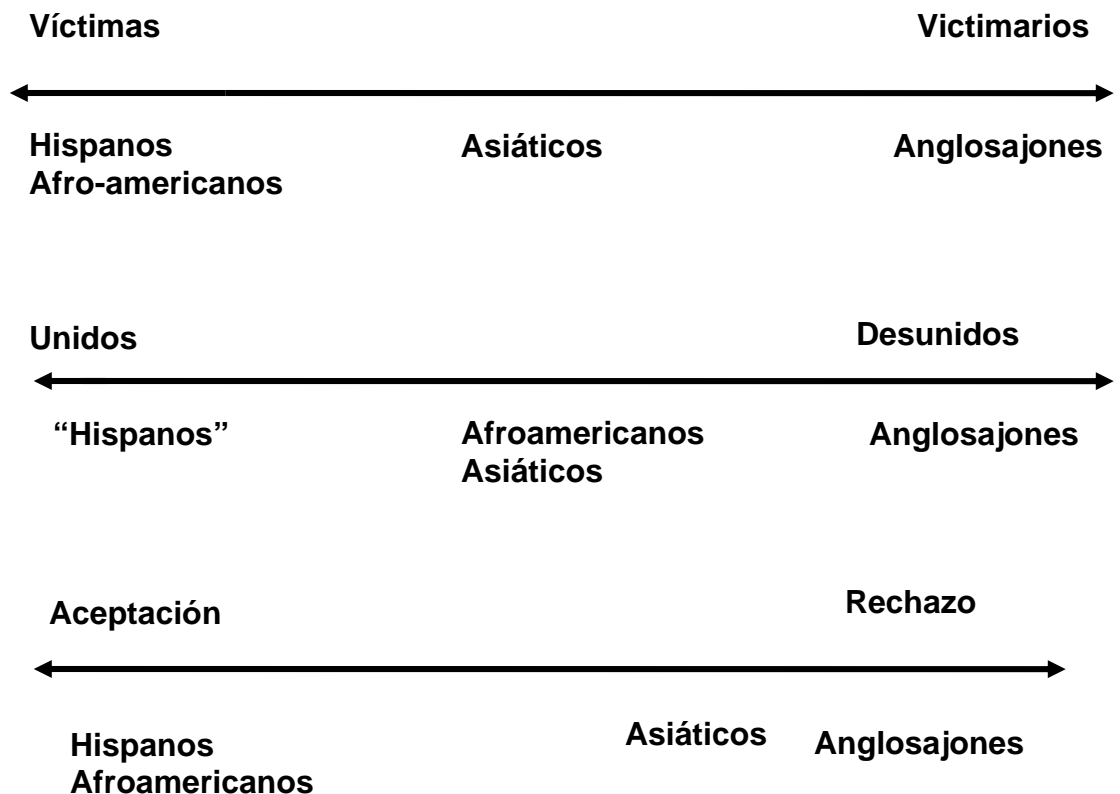 Víctimas
Victimarios
Hispanos
Afro-americanos
Asiáticos
Anglosajones
Unidos
Desunidos
“Hispanos”
Afroamericanos
Asiáticos
Anglosajones
Aceptación
Rechazo
Hispanos
Afroamericanos
Asiáticos
Anglosajones